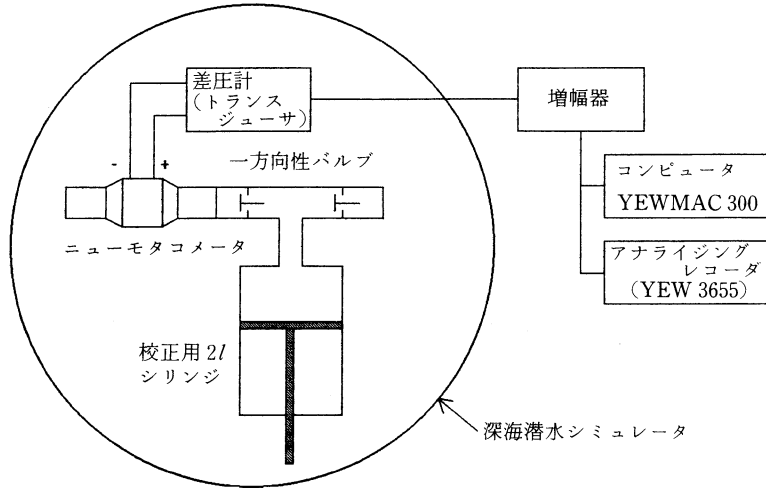 差圧計
(トランス
ジューサ)
増幅器
- +
一方向性バルブ
コンピュータ
YEWMAC 300
ニューモタコメータ
アナライジング
レコーダ
(YEW 3655)
校正用 2l
シリンジ
深海潜水シミュレータ